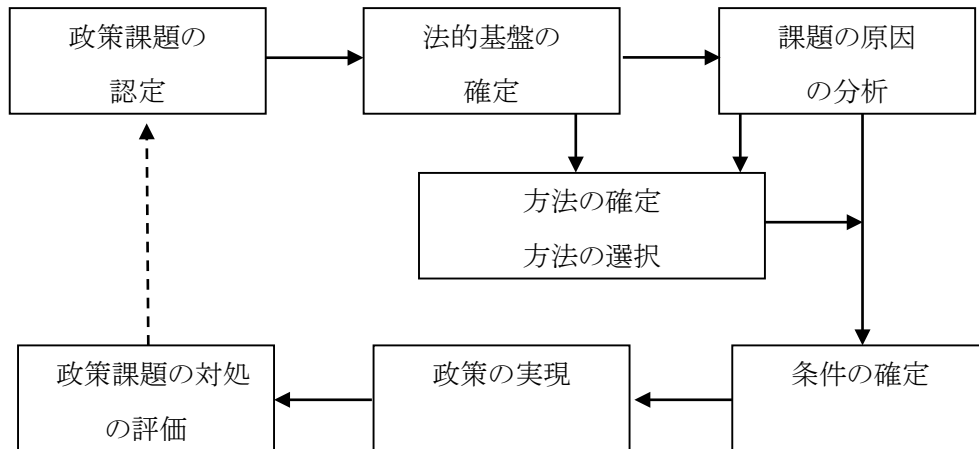 政策課題の
認定
法的基盤の
確定
課題の原因
の分析
方法の確定
方法の選択
政策課題の対処
の評価
政策の実現
条件の確定